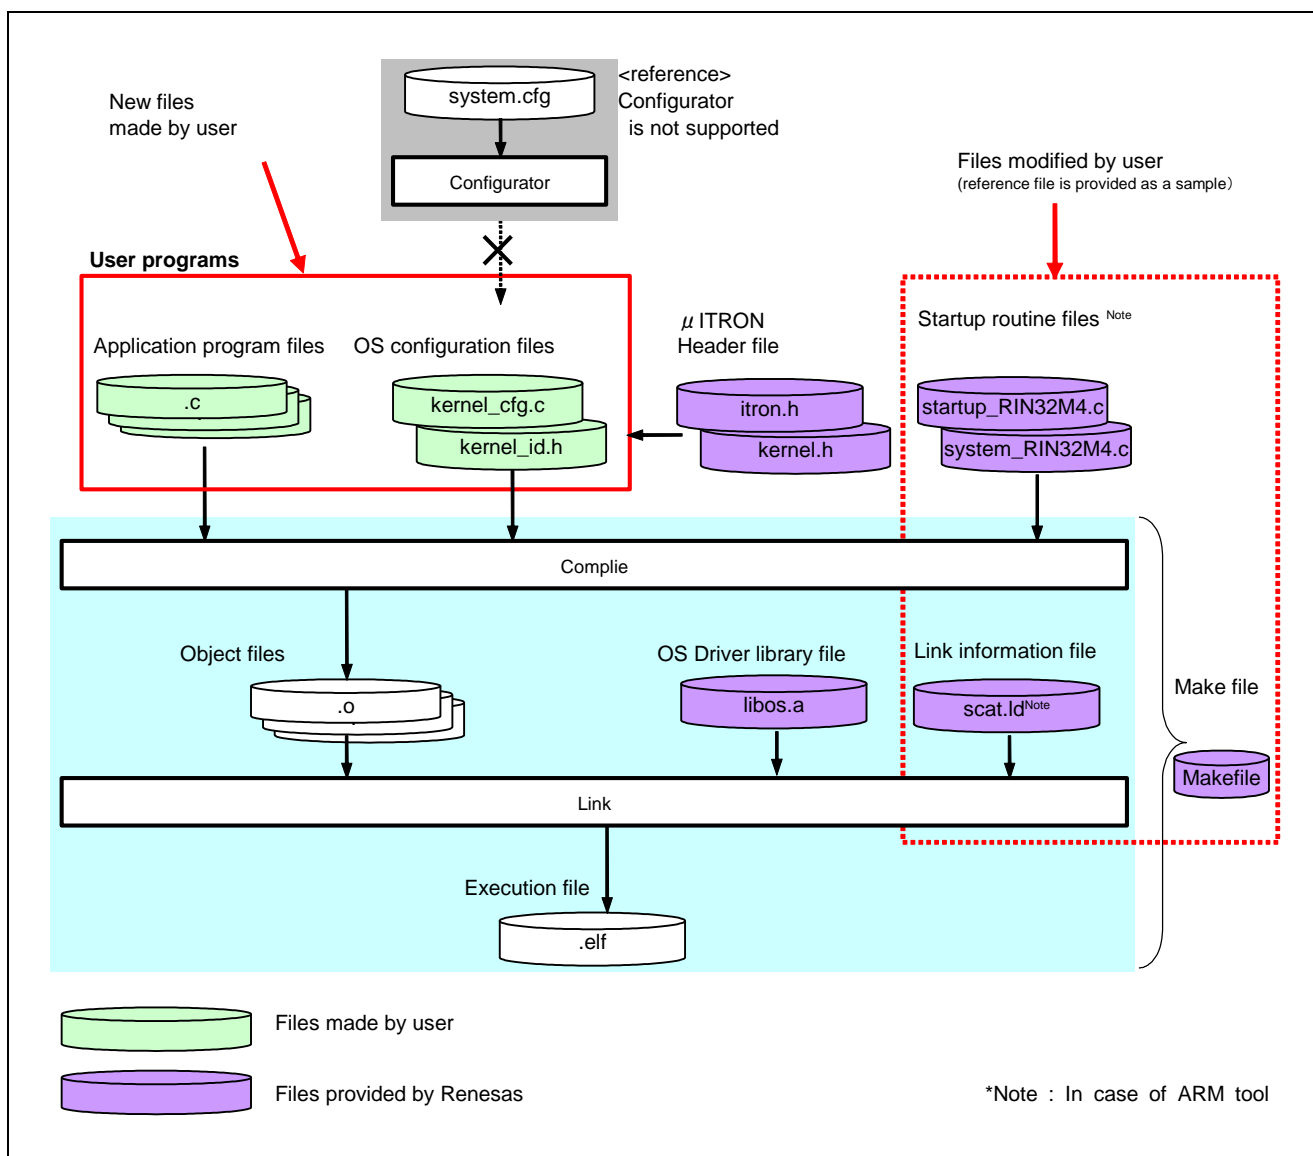 <reference>
system.cfg
Configurator
is not supported
New files
made by user
Configurator
Files modified by user
(reference file is provided as a sample）
User programs
Application program files
OS configuration files
μ ITRON
Header file
Startup routine files Note
.c
kernel_cfg.c
kernel_id.h
itron.h
kernel.h
startup_RIN32M4.c
system_RIN32M4.c
Complie
Object files
OS Driver library file
Link information file
Make file
.o
libos.a
scat.ld Note
Makefile
Link
Execution file
.elf
Files made by user
Files provided by Renesas
*Note : In case of ARM tool